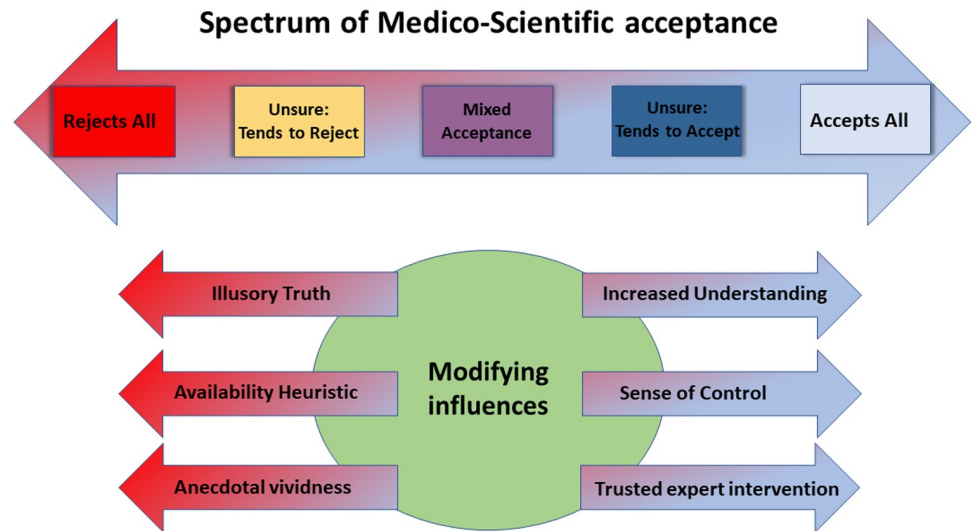 Spectrum of Medico-Scientific acceptance
Rejects All
Unsure:
Tends to Reject
Mixed
Acceptance
Unsure:
Tends to Accept
Accepts All
Illusory Truth
Increased Understanding
Modifying
influences
Availability Heuristic
Sense of Control
Anecdotal vividness
Trusted expert intervention